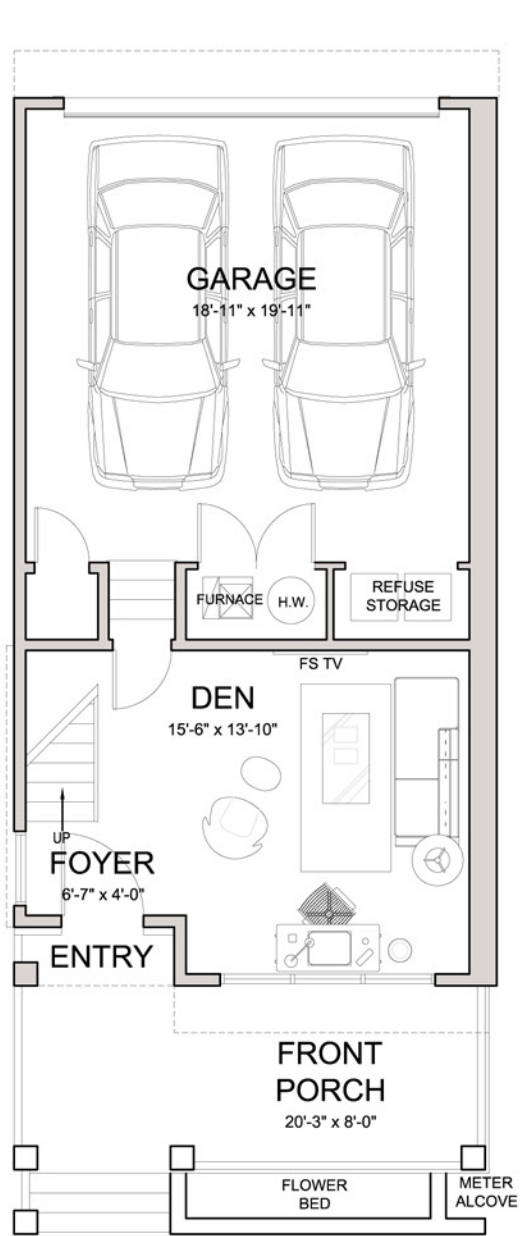 GARAGE
18'-11" x 19'-11"
FURNACE
H.W.
REFUSE
STORAGE
FS TV
DEN
15'-6" x 13'-10"
UP
FOYER
6'-7" x 4'-0"
ENTRY
FRONT
PORCH
20'-3" x 8'-0"
FLOWER
BED
METER
ALCOVE